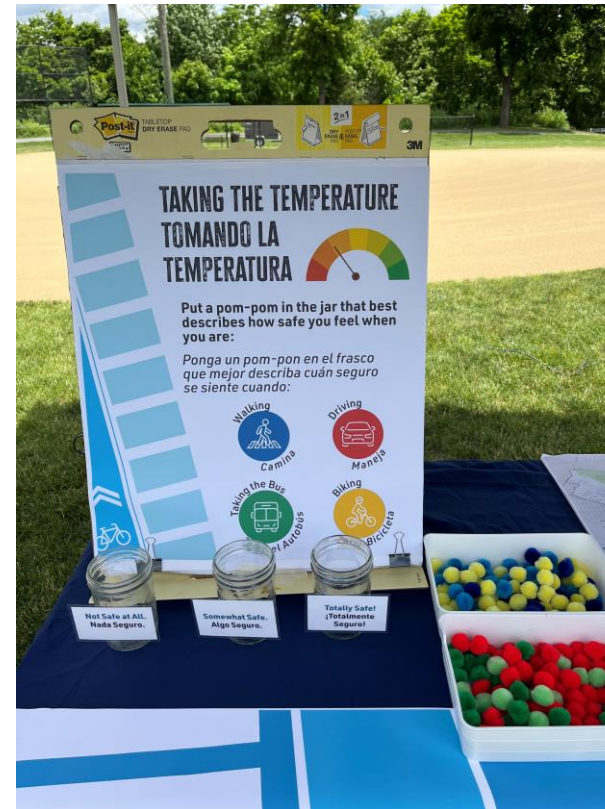 Post-it
TABLETOP
DRY ERASE PAD
2in1
3M
TAKING THE TEMPERATURE
TOMANDO LA
TEMPERATURA
Put a pom-pom in the jar that best
describes how safe you feel when
you are:
Ponga un pom-pon en el frasco
que mejor describa cuán seguro
se siente cuando:
Walking
Camina
Driving
Maneja
Taking the Bus
el Autobús
Biking
Bicicleta
Not Safe at All.
Nada Seguro.
Somewhat Safe.
Algo Seguro.
Totally Safe!
¡Totalmente
Seguro!